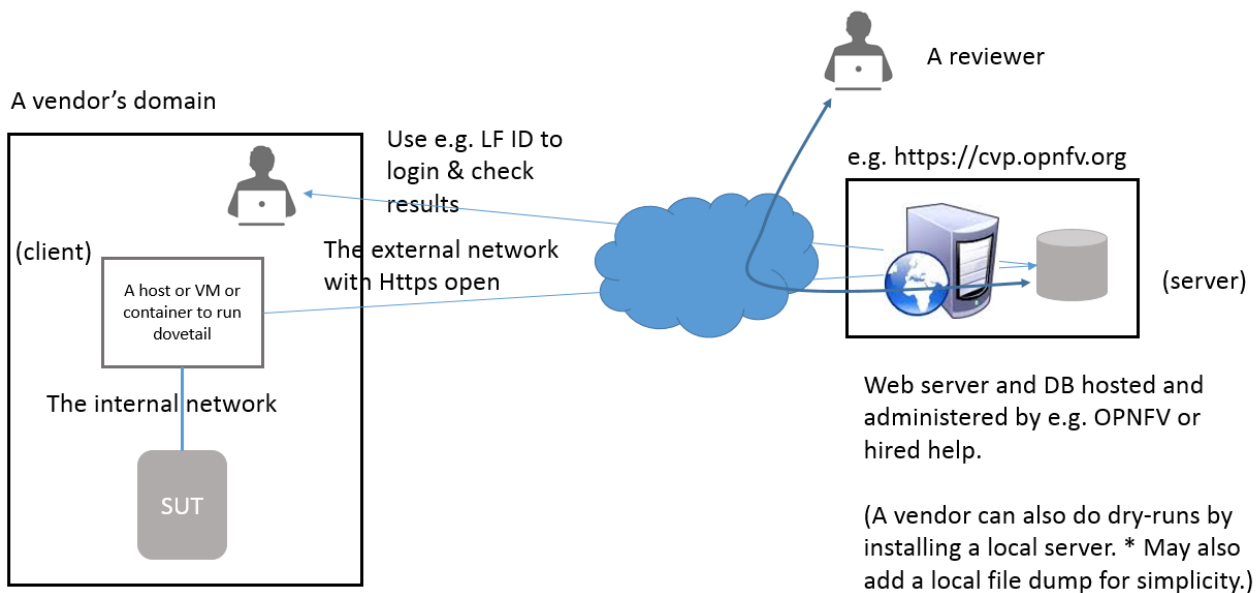 A reviewer
A vendor’s domain
Use e.g. LF ID to
login & check
results
e.g. https://cvp.opnfv.org
(client)
The external network
with Https open
A host or VM or
container to run
dovetail
(server)
The internal network
SUT
Web server and DB hosted and
administered by e.g. OPNFV or
hired help.
(A vendor can also do dry-runs by
installing a local server. * May also
add a local file dump for simplicity.)